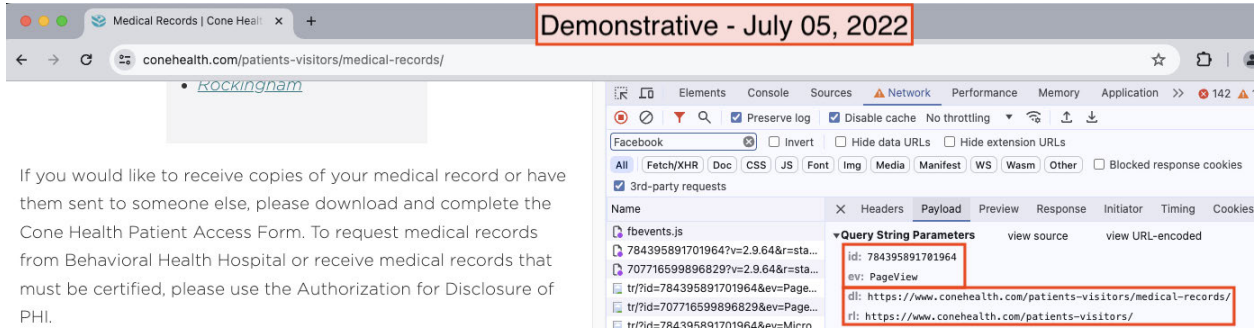 Medical Records | Cone Healt
Demonstrative - July 05, 2022
conehealth.com/patients-visitors/medical-records/
Rockingham
If you would like to receive copies of your medical record or have
them sent to someone else, please download and complete the
Cone Health Patient Access Form. To request medical records
from Behavioral Health Hospital or receive medical records that
must be certified, please use the Authorization for Disclosure of
PHI.
Elements Console Sources Network Performance Memory Application >> 142
Preserve log Disable cache No throttling
Facebook Invert Hide data URLs Hide extension URLs
All Fetch/XHR Doc CSS JS Font Img Media Manifest WS Wasm Other Blocked response cookies
3rd-party requests
Name Headers Payload Preview Response Initiator Timing Cookies
fbevents.js
784395891701964?v=2.9.64&r=sta...
707716599896829?v=2.9.64&r=sta...
tr/?id=784395891701964&ev=Page...
tr/?id=707716599896829&ev=Page...
tr/?id=784395891701964&ev=Micro
Query String Parameters view source view URL-encoded
id: 784395891701964
ev: PageView
dl: https://www.conehealth.com/patients-visitors/medical-records/
rl: https://www.conehealth.com/patients-visitors/